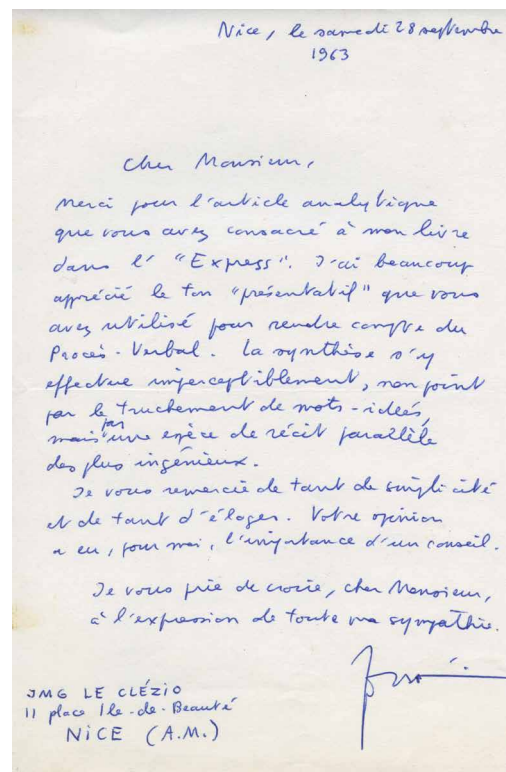 Nice, le samedi 28 septembre
1963
Cher Monsieur,
Merci pour l'article analytique
que vous avez consacré à mon livre
dans l' "Express". J'ai beaucoup
apprécié le ton "présentatif" que vous
avez utilisé pour rendre compte du
Procès-Verbal. La synthèse s'y
effectue imperceptiblement, non point
par le truchement de mots-idées,
mais par une espèce de récit parallèle
des plus ingénieux.
Je vous remercie de tant de simplicité
et de tant d'éloges. Votre opinion
a eu, pour moi, l'importance d'un conseil.
Je vous prie de croire, cher Monsieur,
à l'expression de toute ma sympathie.
JMG LE CLÉZIO
11 place Ile-de-Beauté
NICE (A.M.)